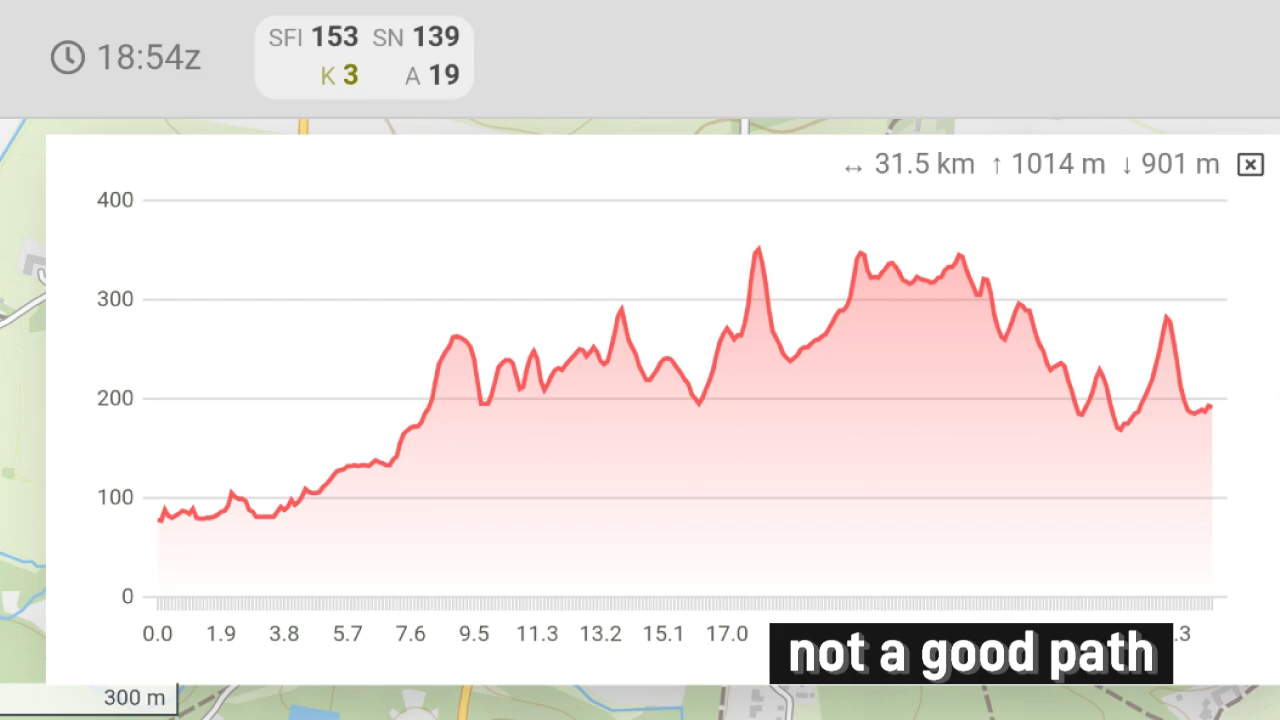 18:54z
SFI 153 SN 139
K 3 A 19
↔ 31.5 km ↑ 1014 m ↓ 901 m
400
300
200
100
0
0.0 1.9 3.8 5.7 7.6 9.5 11.3 13.2 15.1 17.0 .3
not a good path
300 m